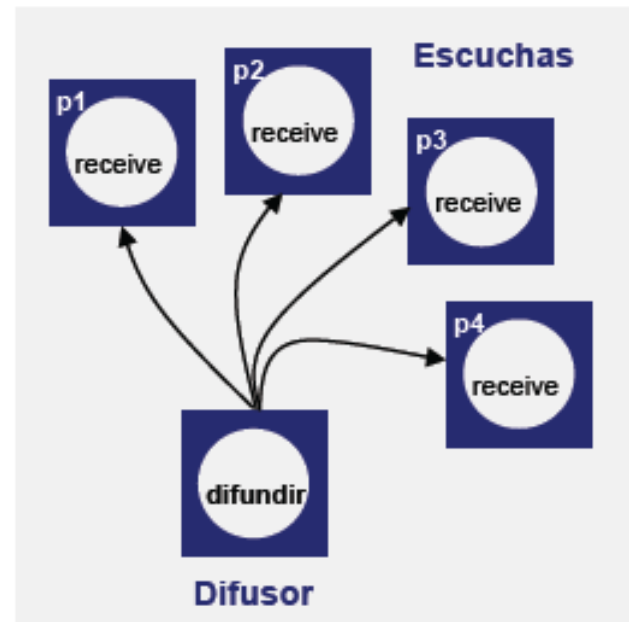 Escuchas
p1
receive
p2
receive
p3
receive
p4
receive
difundir
Difusor